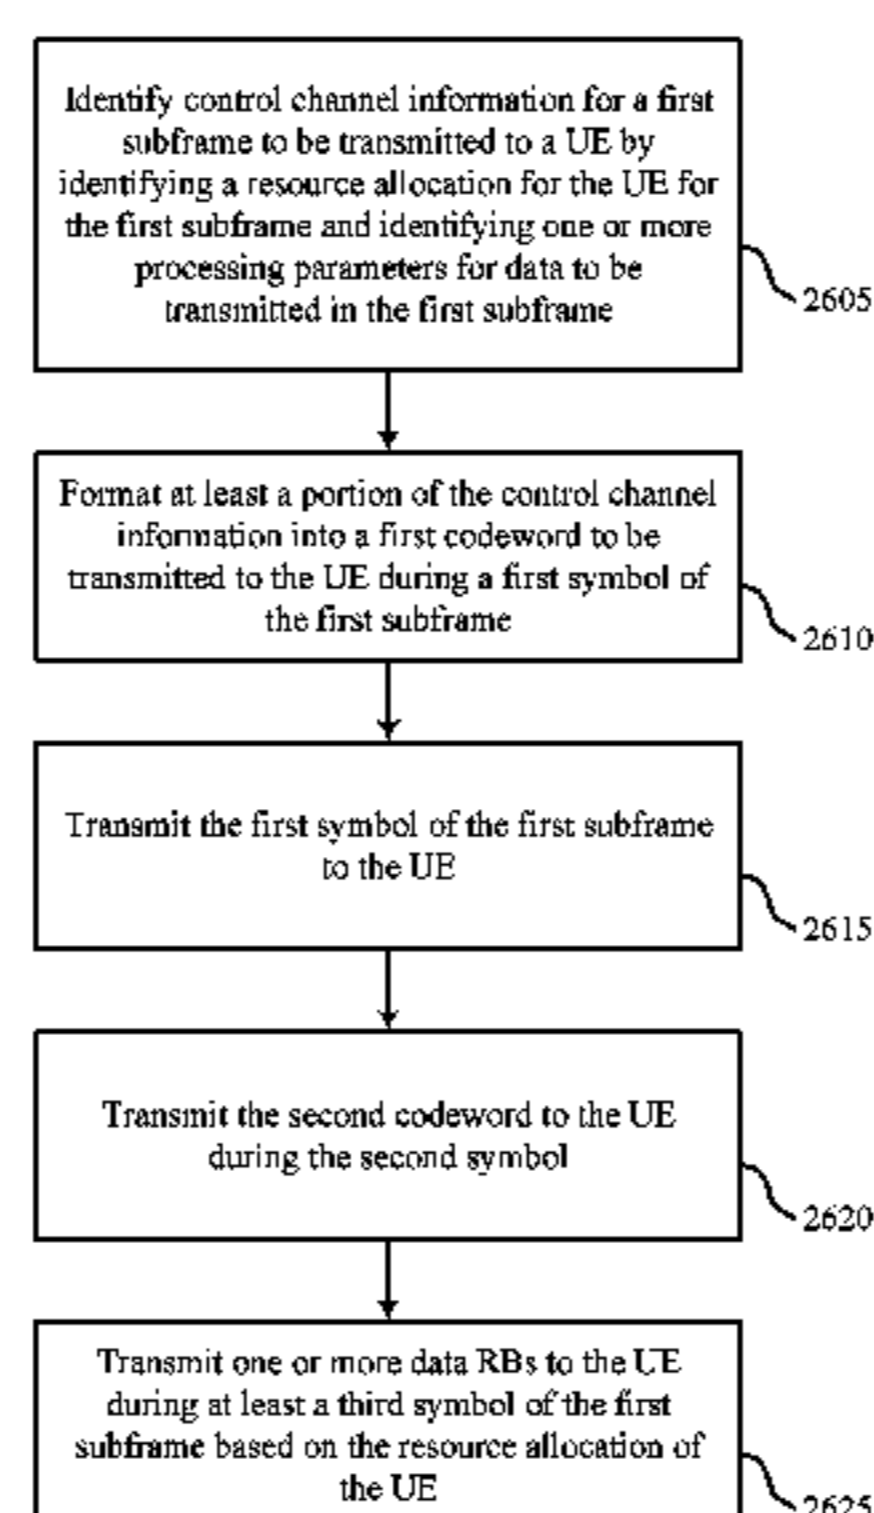 Identify control channel information for a first
subframe to be transmitted to a UE by
identifying a resource allocation for the UE for
the first subframe and identifying one or more
processing parameters for data to be
transmitted in the first subframe
2605
Format at least a portion of the control channel
information into a first codeword to be
transmitted to the UE during a first symbol of
the first subframe
2610
Transmit the first symbol of the first subframe
to the UE
2615
Transmit the second codeword to the UE
during the second symbol
2620
Transmit one or more data RBs to the UE
during at least a third symbol of the first
subframe based on the resource allocation of
the UE
2625